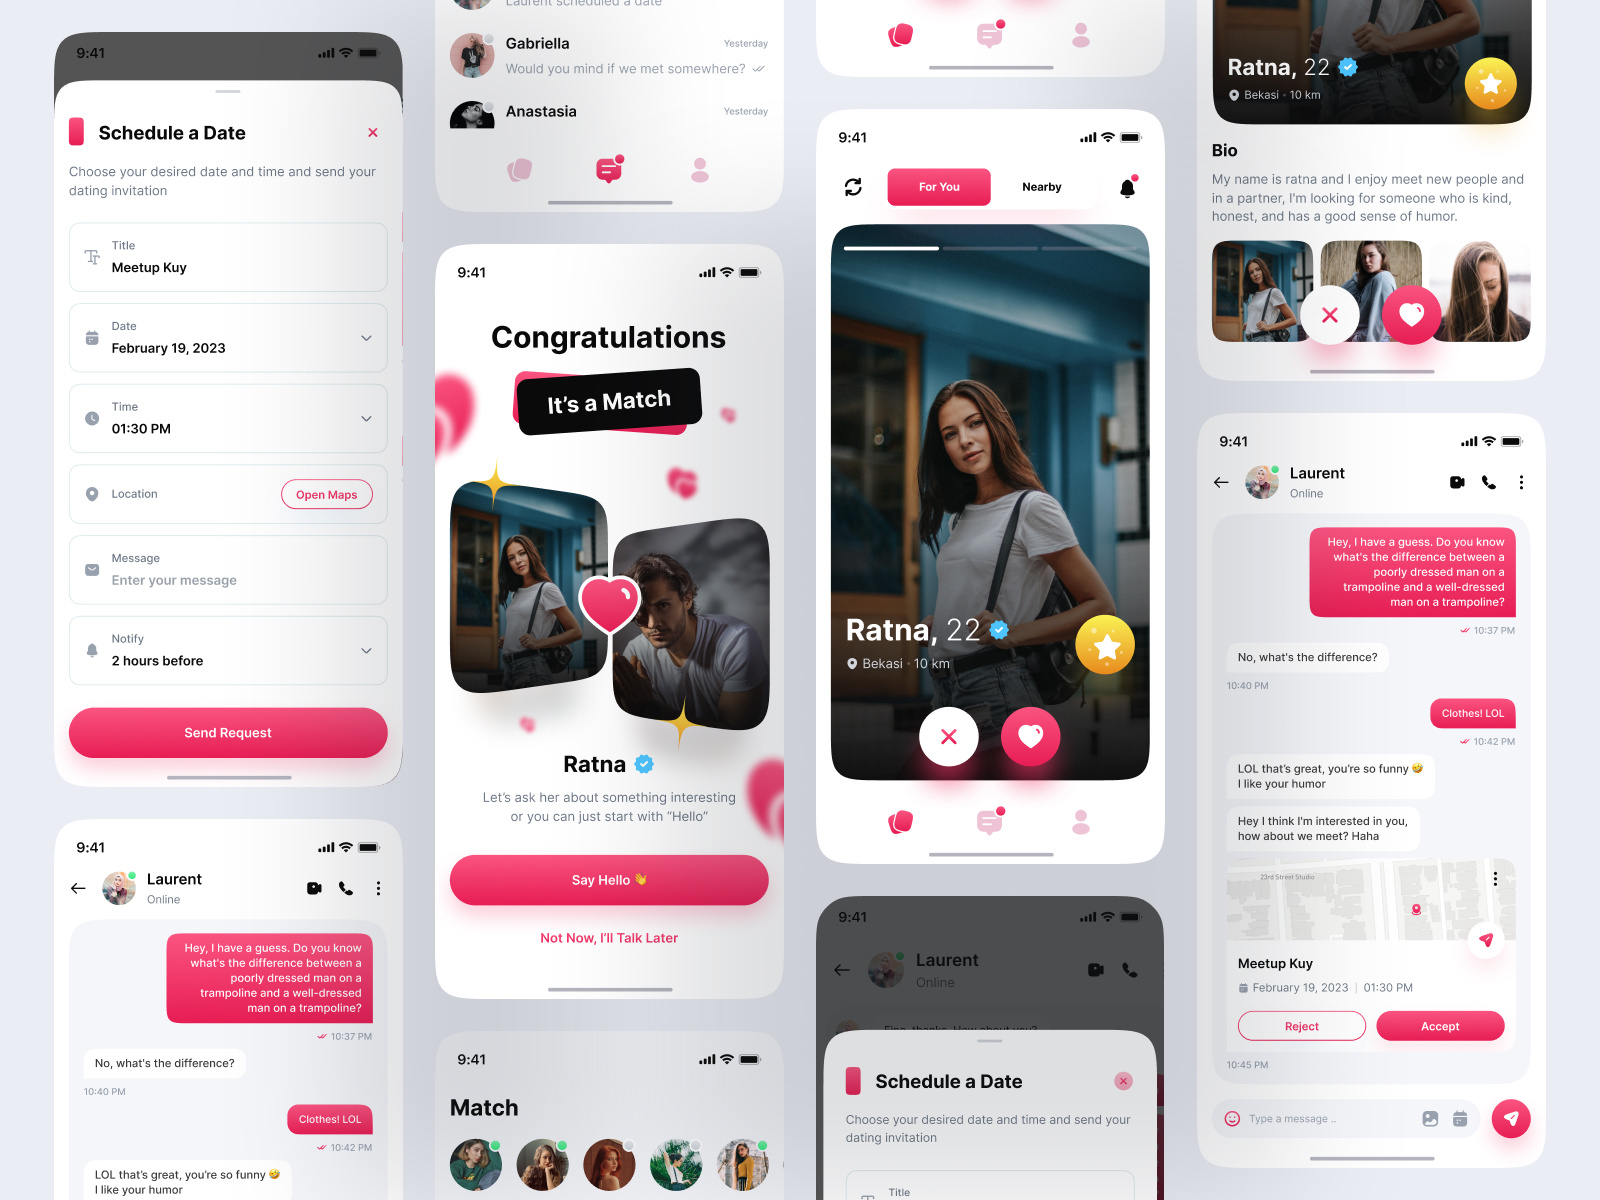 9:41
Schedule a Date
Choose your desired date and time and send your
dating invitation
Title
Meetup Kuy
Date
February 19, 2023
Time
01:30 PM
Location
Open Maps
Message
Enter your message
Notify
2 hours before
Send Request
9:41
Laurent
Online
Hey, I have a guess. Do you know
what's the difference between a
poorly dressed man on a
trampoline and a well-dressed
man on a trampoline?
10:37 PM
No, what's the difference?
10:40 PM
Clothes! LOL
10:42 PM
LOL that's great, you're so funny 🤣
I like your humor
Laurent scheduled a date
Gabriella
Yesterday
Would you mind if we met somewhere?
Anastasia
Yesterday
9:41
Congratulations
It's a Match
Ratna
Let's ask her about something interesting
or you can just start with “Hello”
Say Hello 👋
Not Now, I'll Talk Later
9:41
Match
9:41
For You
Nearby
Ratna, 22
Bekasi • 10 km
9:41
Laurent
Online
Fine, thanks. How about you?
Schedule a Date
Choose your desired date and time and send your
dating invitation
Title
Ratna, 22
Bekasi • 10 km
Bio
My name is ratna and I enjoy meet new people and
in a partner, I'm looking for someone who is kind,
honest, and has a good sense of humor.
9:41
Laurent
Online
Hey, I have a guess. Do you know
what's the difference between a
poorly dressed man on a
trampoline and a well-dressed
man on a trampoline?
10:37 PM
No, what's the difference?
10:40 PM
Clothes! LOL
10:42 PM
LOL that's great, you're so funny 🤣
I like your humor
Hey I think I'm interested in you,
how about we meet? Haha
23rd Street Studio
Meetup Kuy
February 19, 2023 | 01:30 PM
Reject
Accept
10:45 PM
Type a message ..